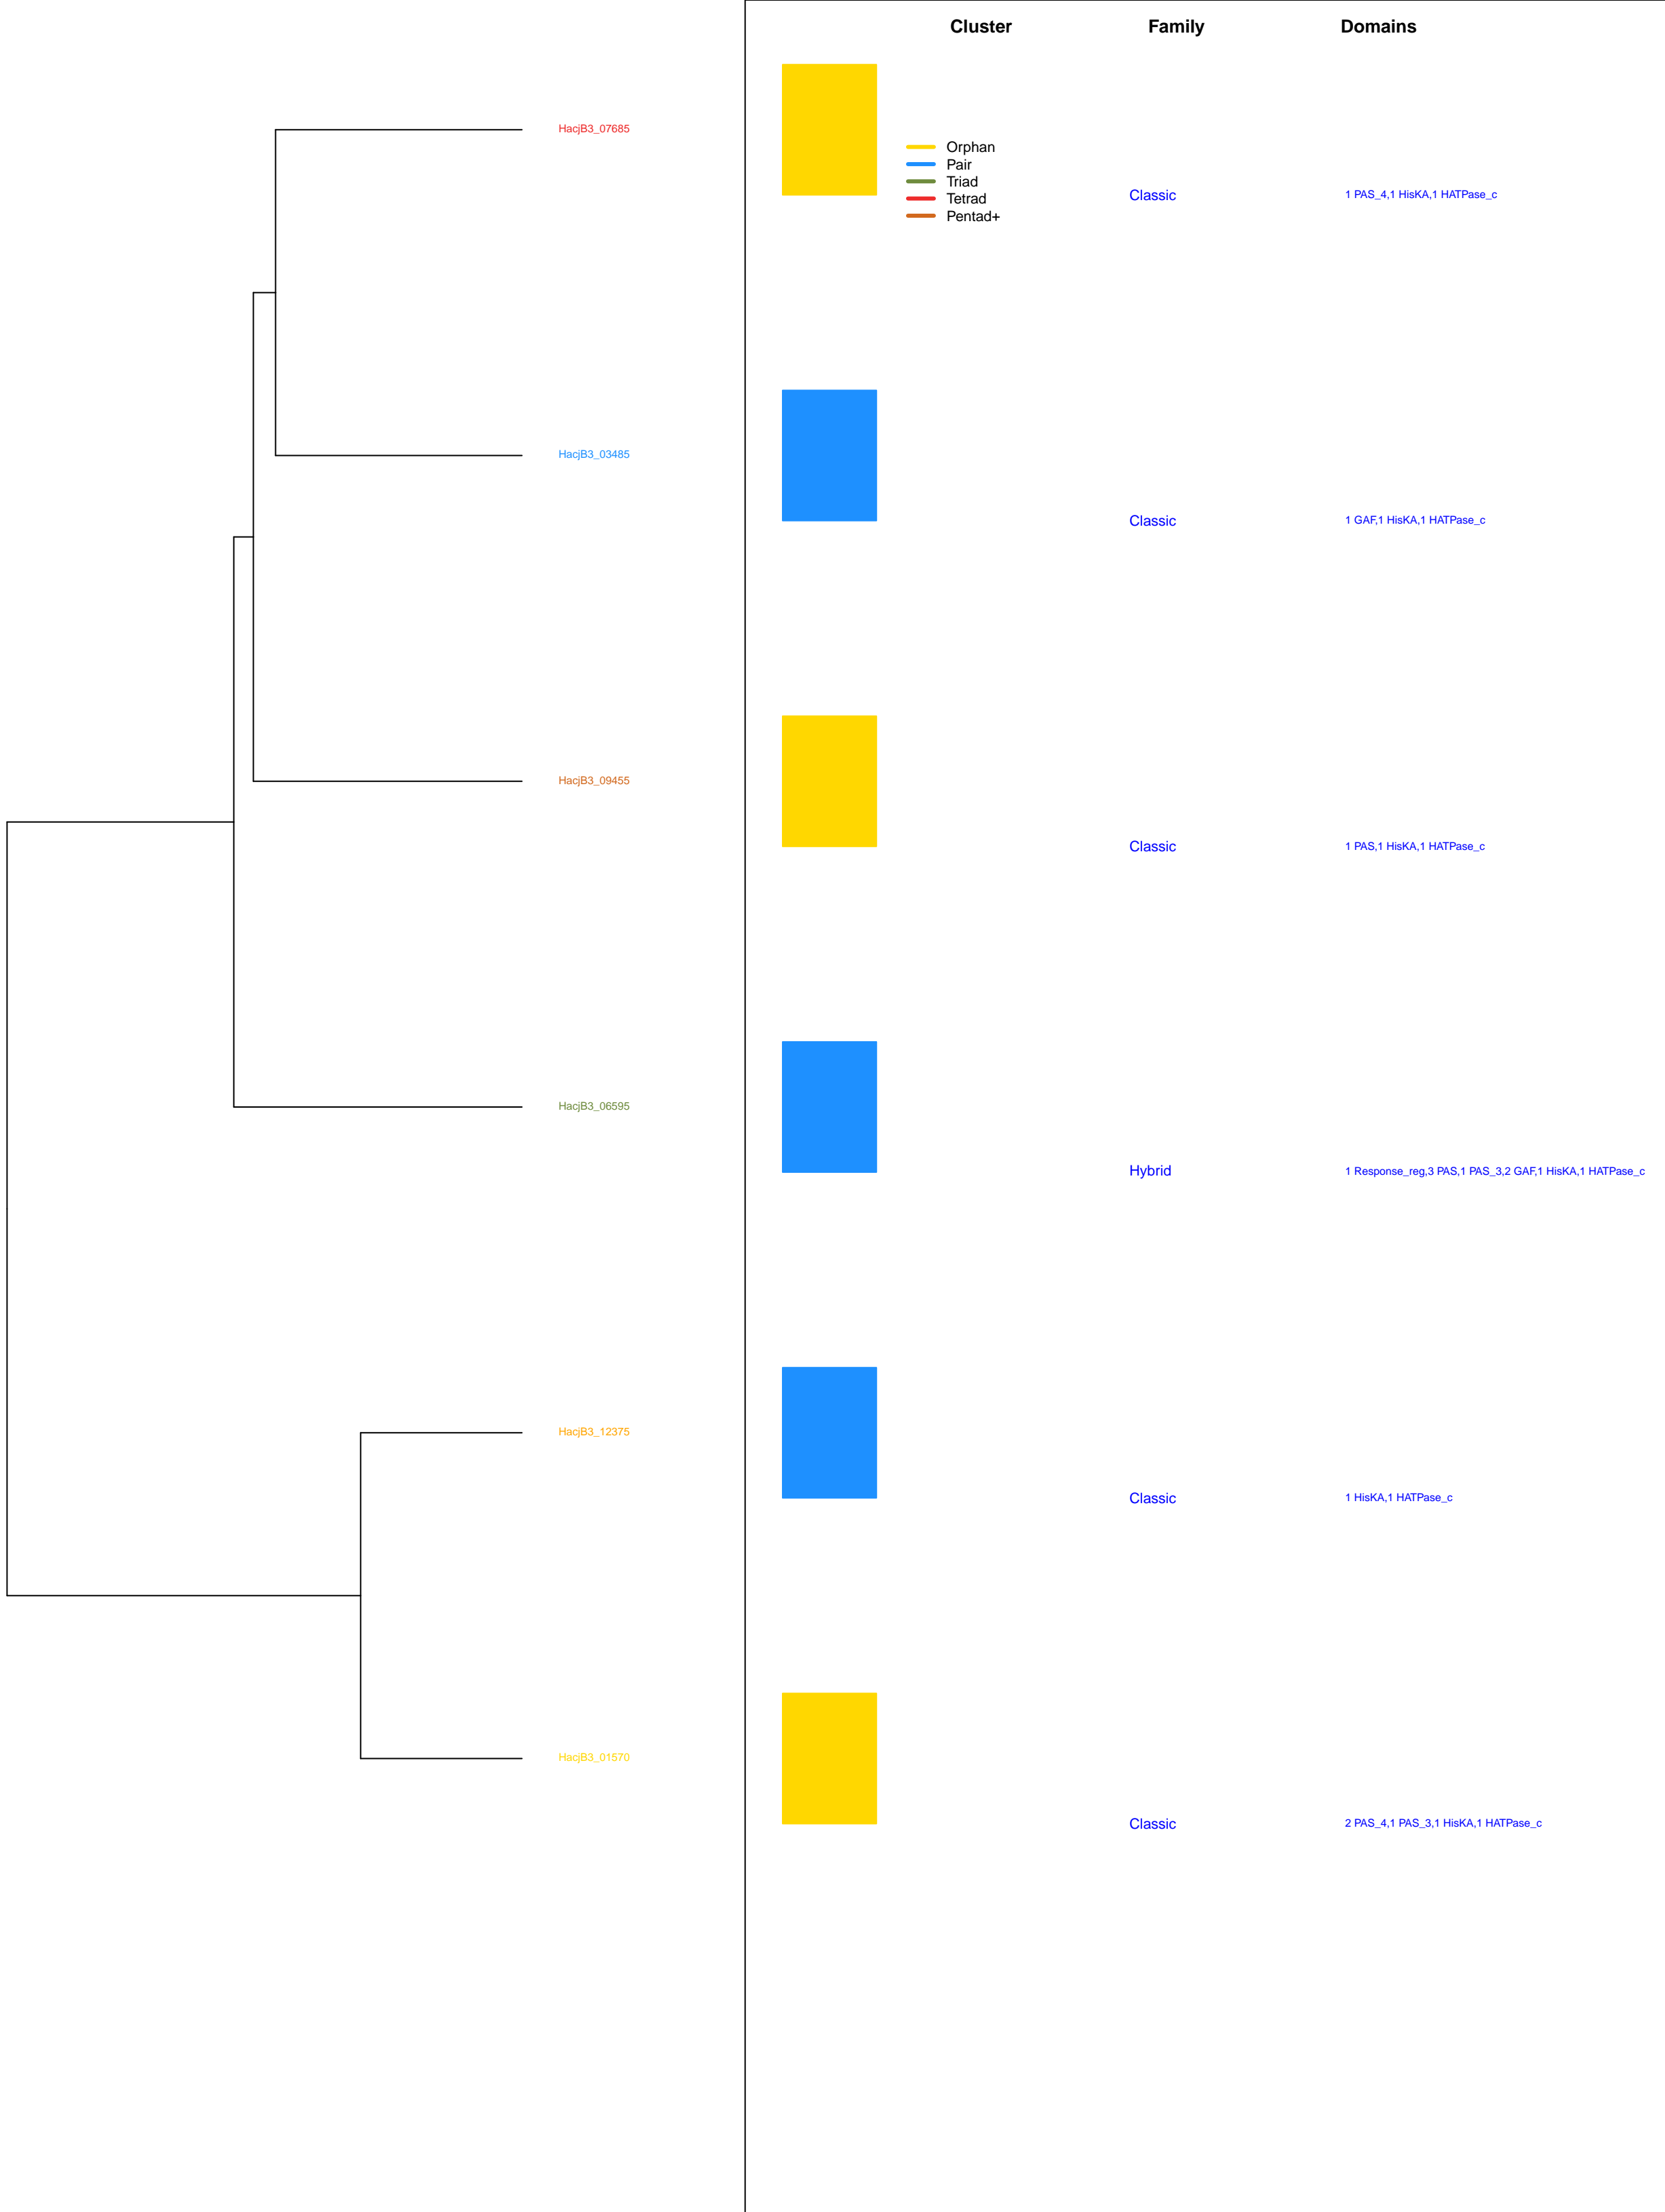 Cluster Family Domains
HacjB3_07685
Orphan
Pair
Triad
Tetrad
Pentad+
Classic 1 PAS_4,1 HisKA,1 HATPase_c
HacjB3_03485
Classic 1 GAF,1 HisKA,1 HATPase_c
HacjB3_09455
Classic 1 PAS,1 HisKA,1 HATPase_c
HacjB3_06595
Hybrid 1 Response_reg,3 PAS,1 PAS_3,2 GAF,1 HisKA,1 HATPase_c
HacjB3_12375
Classic 1 HisKA,1 HATPase_c
HacjB3_01570
Classic 2 PAS_4,1 PAS_3,1 HisKA,1 HATPase_c